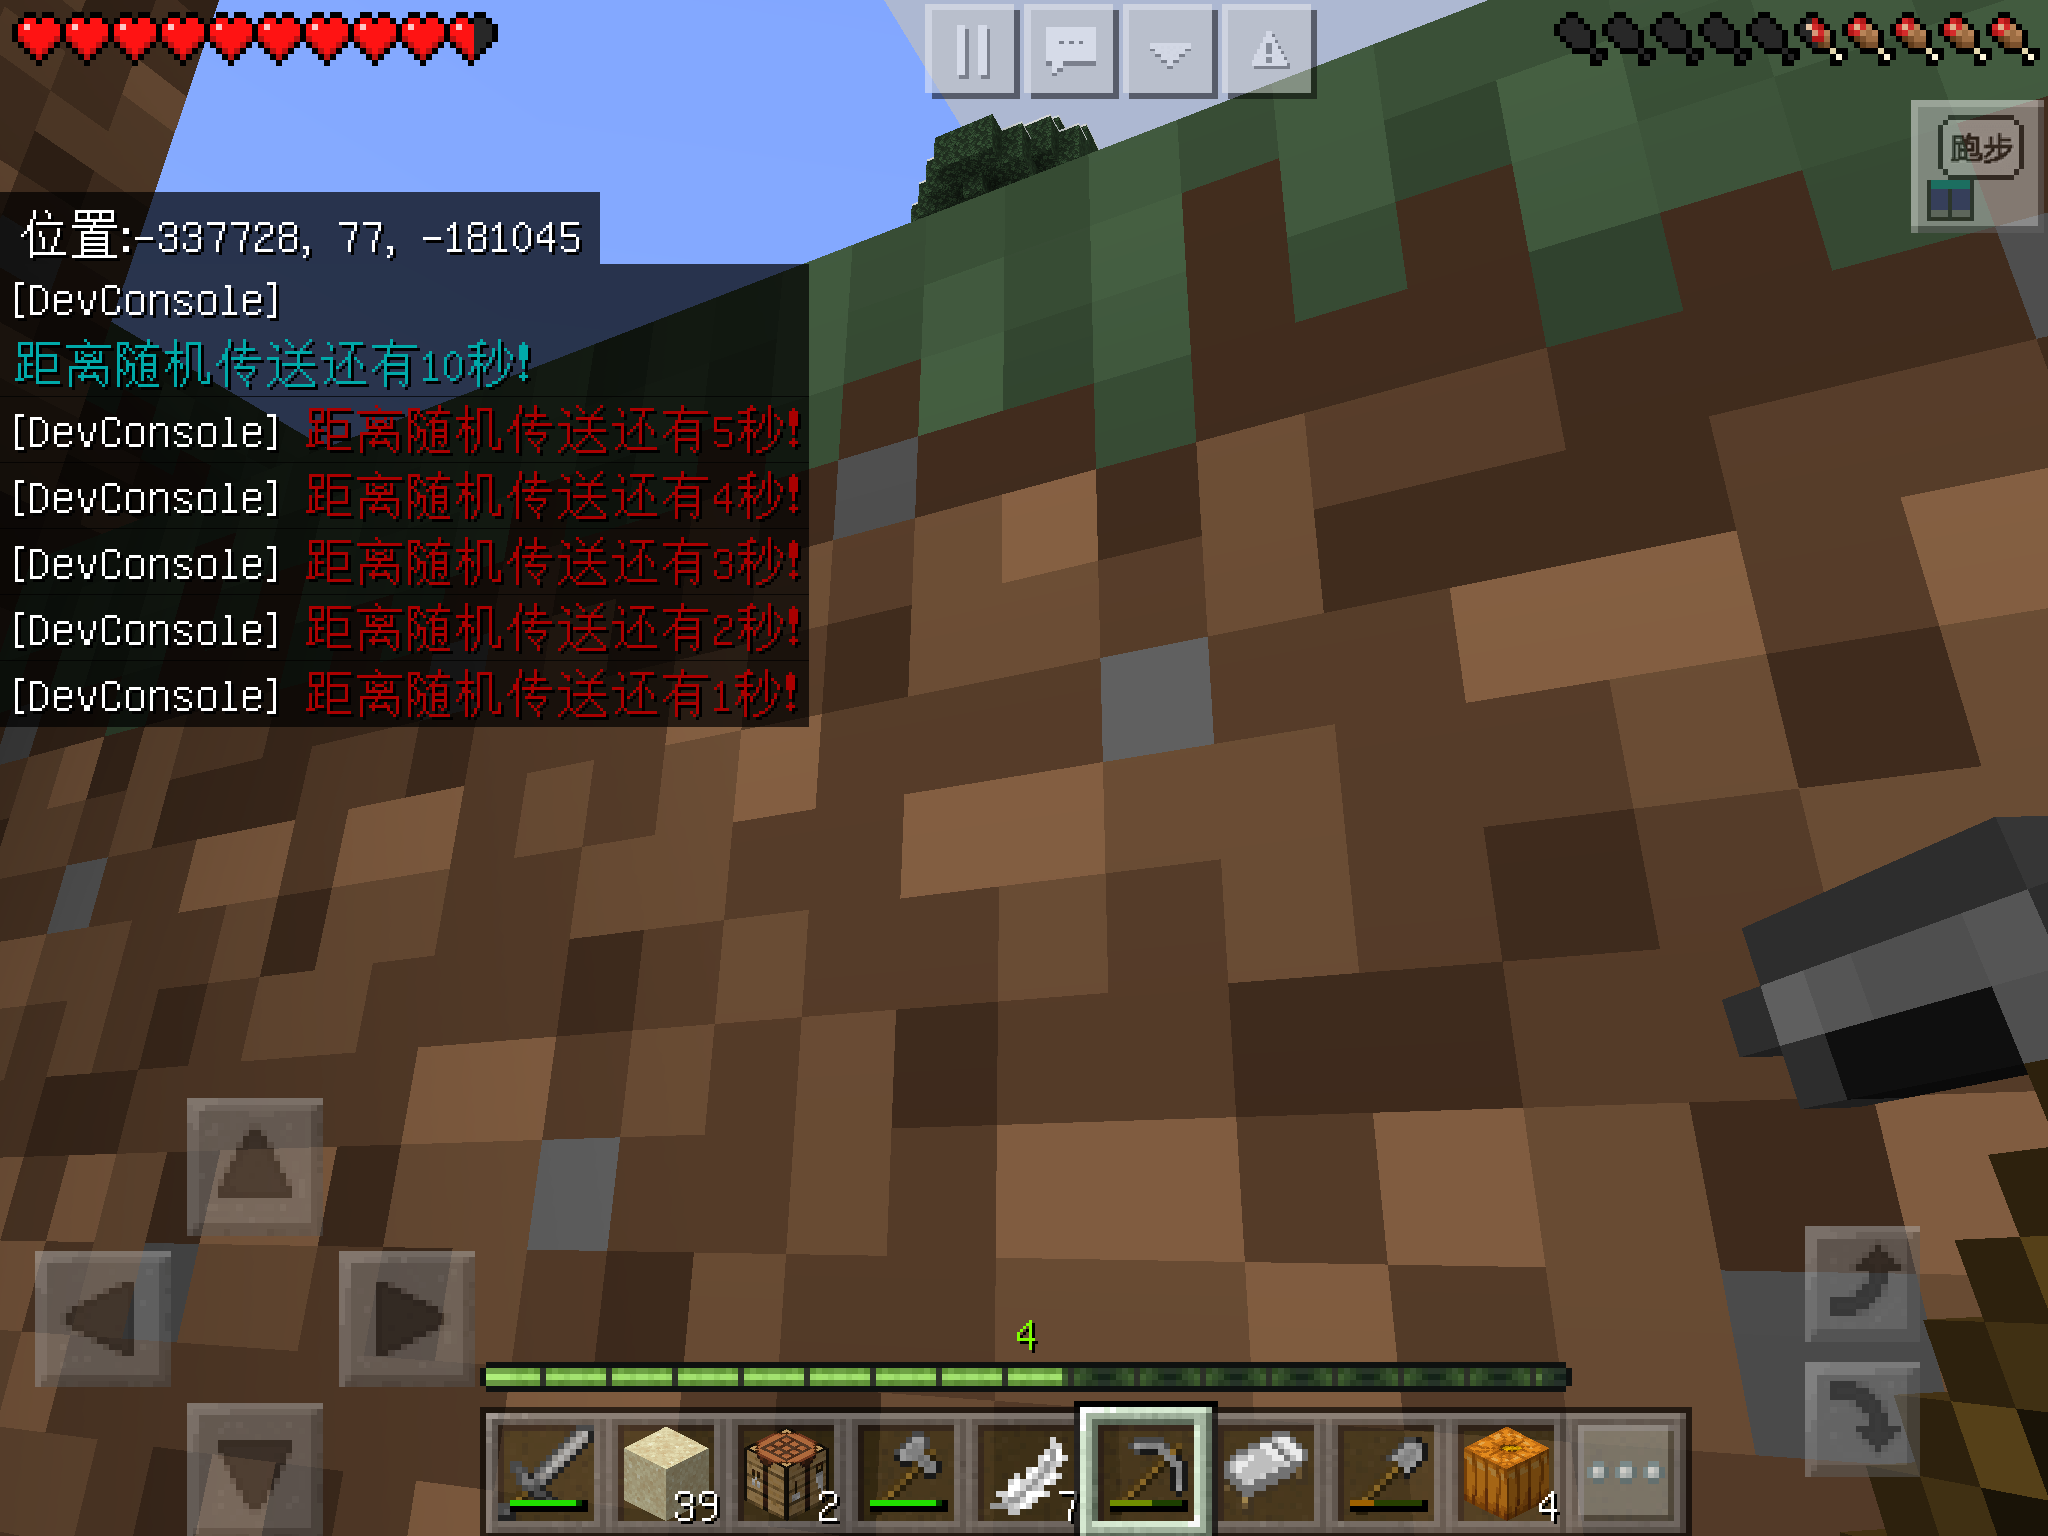 跑步
位置:-337728, 77, -181045
[DevConsole]
距离随机传送还有10秒!
[DevConsole] 距离随机传送还有5秒!
[DevConsole] 距离随机传送还有4秒!
[DevConsole] 距离随机传送还有3秒!
[DevConsole] 距离随机传送还有2秒!
[DevConsole] 距离随机传送还有1秒!
4
39 2 7 4